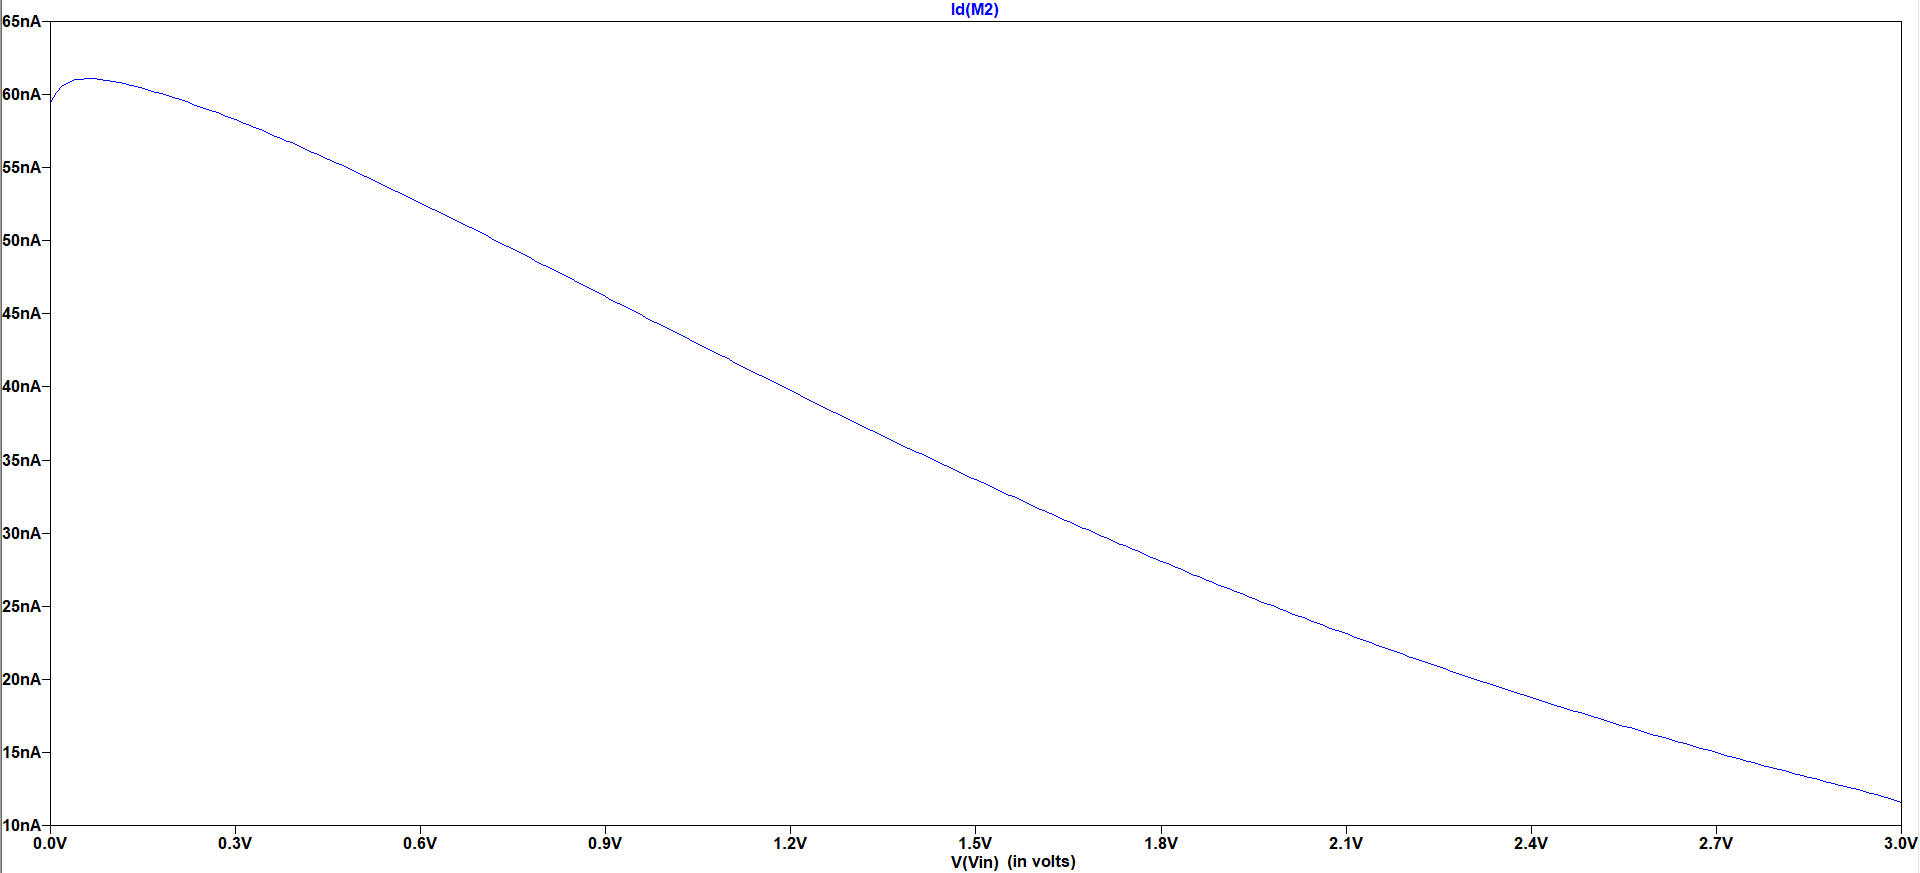 Id(M2)
65nA
60nA
55nA
50nA
45nA
40nA
35nA
30nA
25nA
20nA
15nA
10nA
0.0V 0.3V 0.6V 0.9V 1.2V 1.5V 1.8V 2.1V 2.4V 2.7V 3.0V
V(Vin) (in volts)